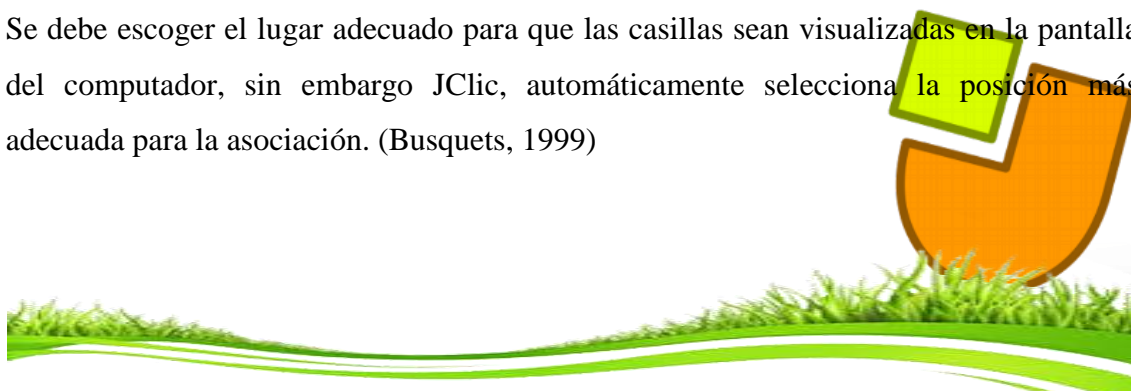 Se debe escoger el lugar adecuado para que las casillas sean visualizadas en la pantalla
del computador, sin embargo JClic, automáticamente selecciona la posición más
adecuada para la asociación. (Busquets, 1999)